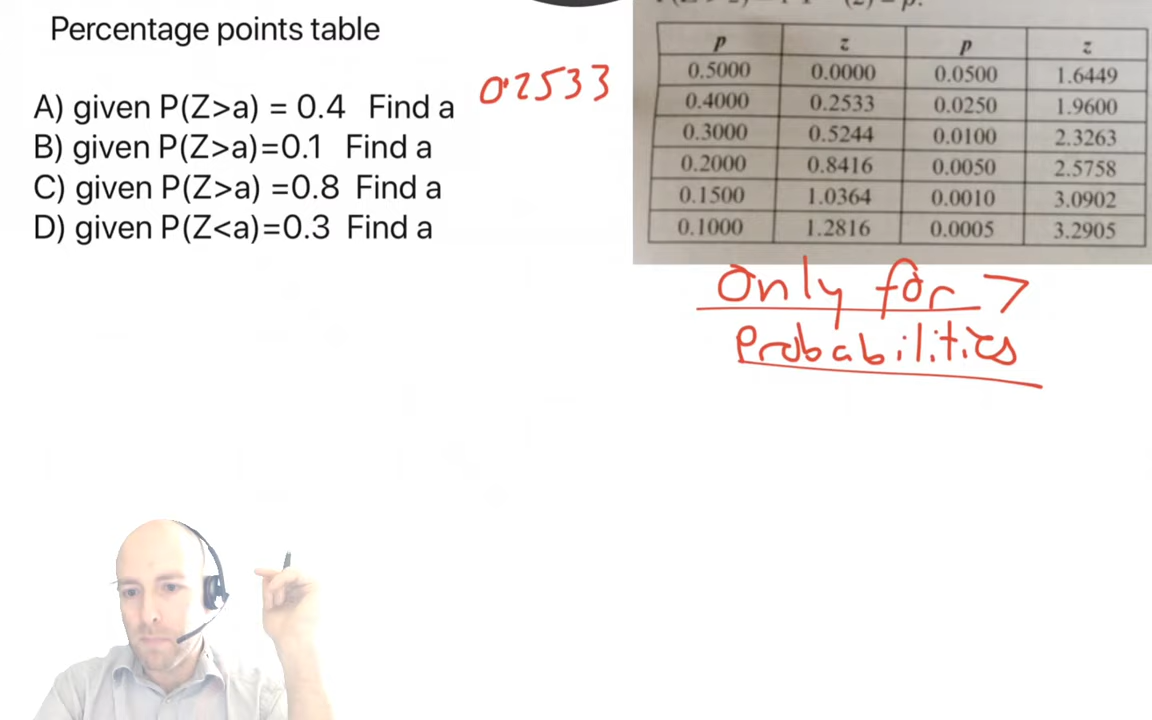 Percentage points table
A) given P(Z>a) = 0.4 Find a 0.2533
B) given P(Z>a)=0.1 Find a
C) given P(Z>a) =0.8 Find a
D) given P(Z<a)=0.3 Find a
p z p z
0.5000 0.0000 0.0500 1.6449
0.4000 0.2533 0.0250 1.9600
0.3000 0.5244 0.0100 2.3263
0.2000 0.8416 0.0050 2.5758
0.1500 1.0364 0.0010 3.0902
0.1000 1.2816 0.0005 3.2905
Only for >
Probabilities